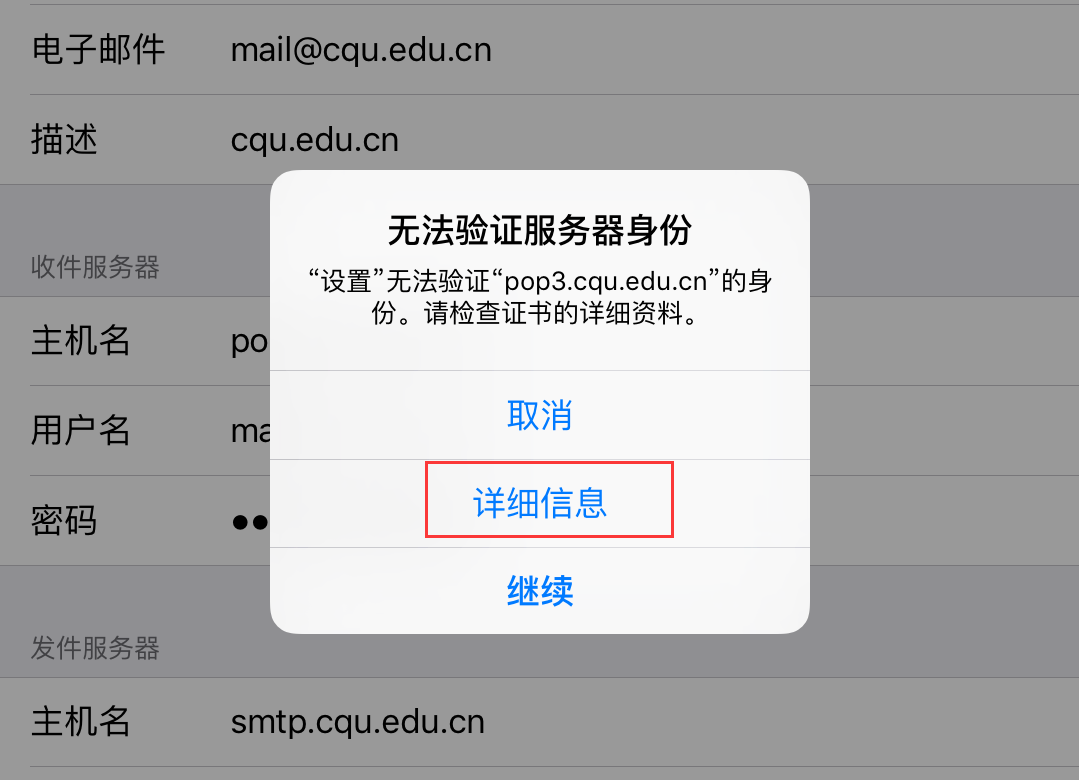 电子邮件 mail@cqu.edu.cn
描述 cqu.edu.cn
无法验证服务器身份
“设置”无法验证“pop3.cqu.edu.cn”的身
份。请检查证书的详细资料。
收件服务器
主机名 po
用户名 ma
密码 ●●
取消
详细信息
继续
发件服务器
主机名 smtp.cqu.edu.cn